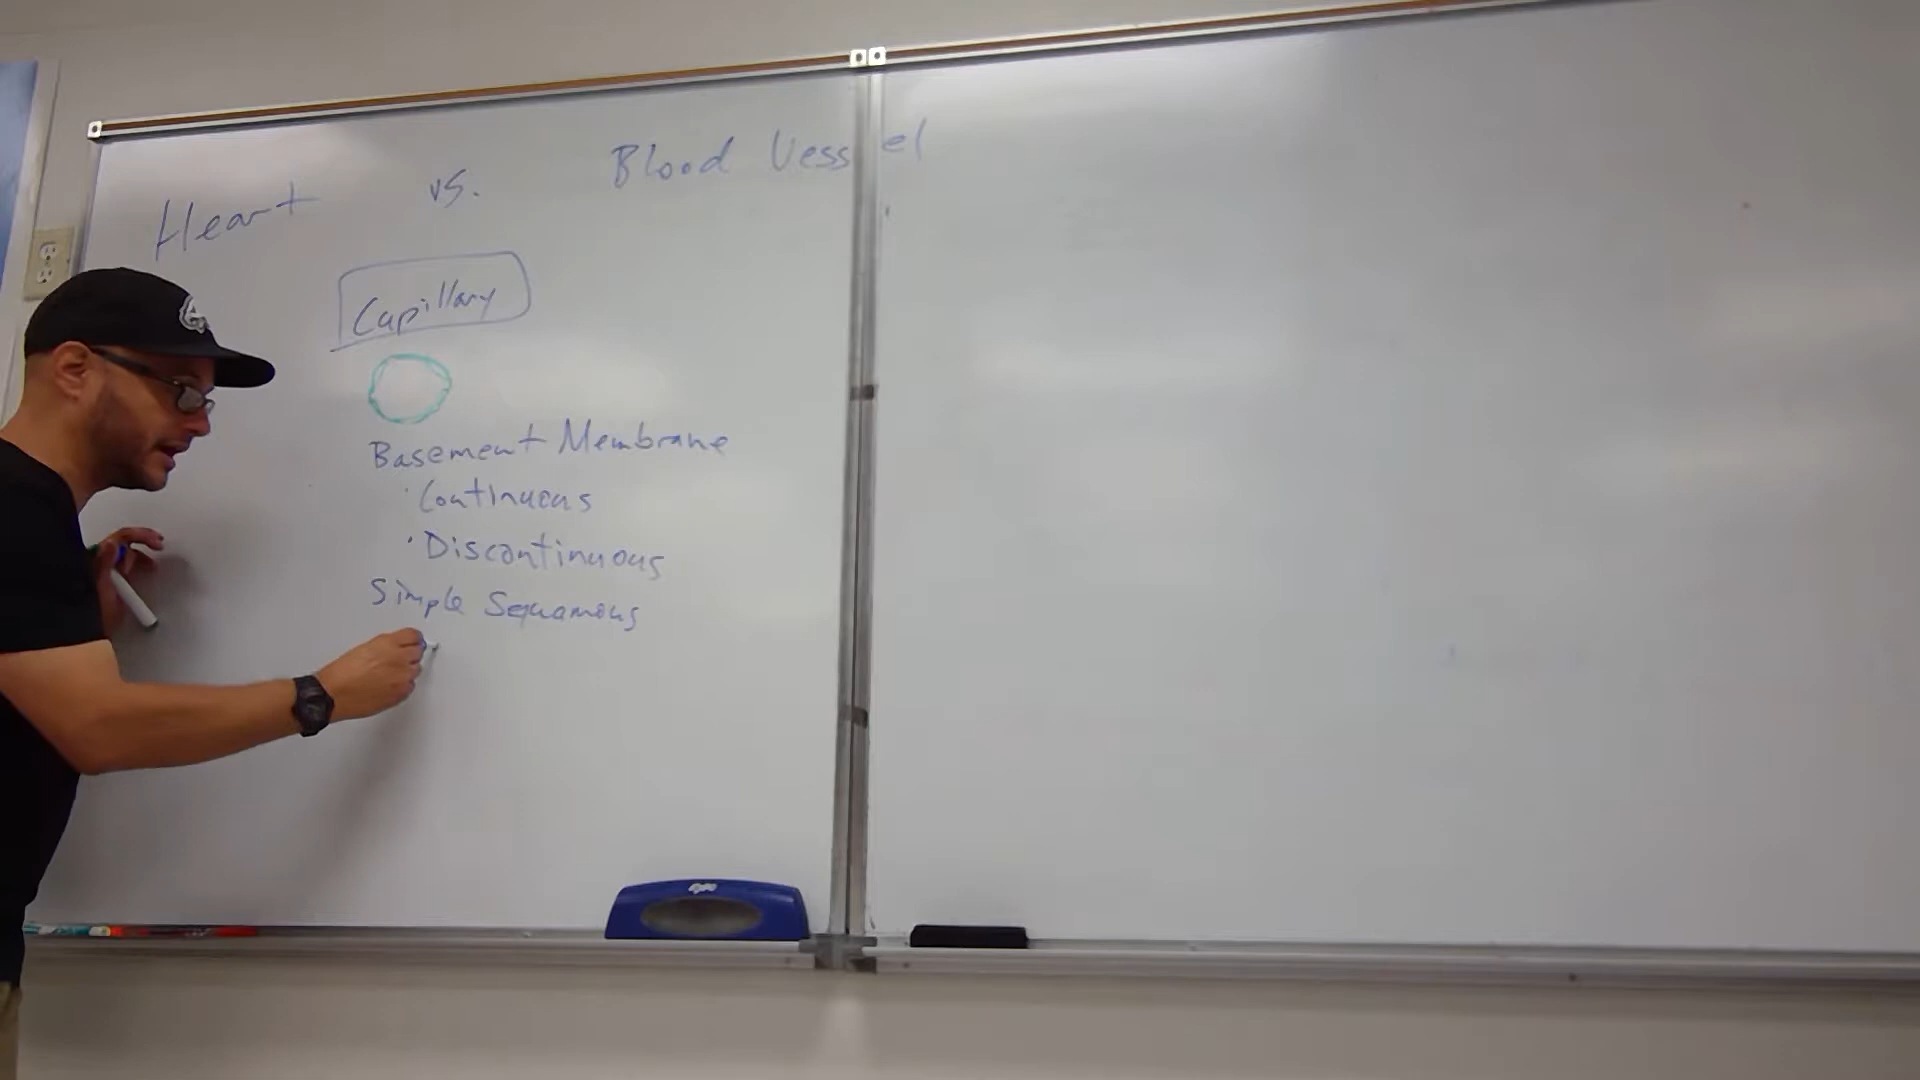 Heart vs. Blood Vessel
Capillary
Basement Membrane
· Continuous
· Discontinuous
Simple Squamous